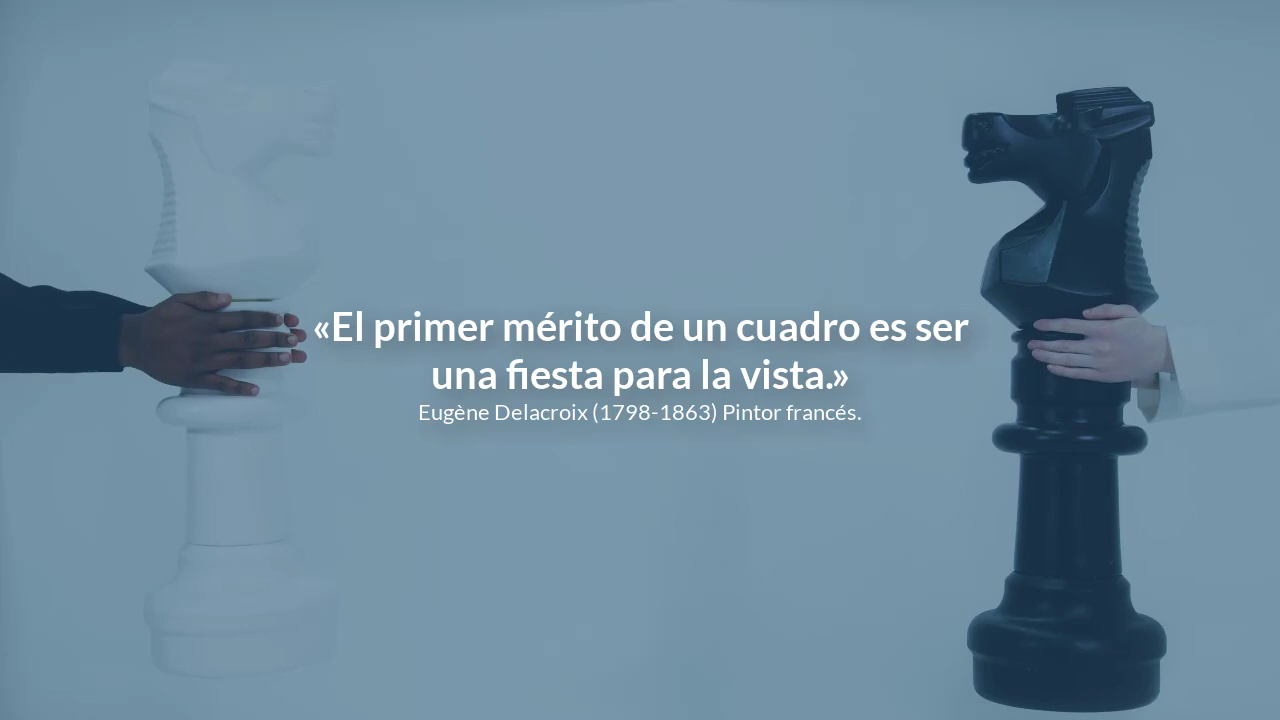 «El primer mérito de un cuadro es ser
una fiesta para la vista.»
Eugène Delacroix (1798-1863) Pintor francés.